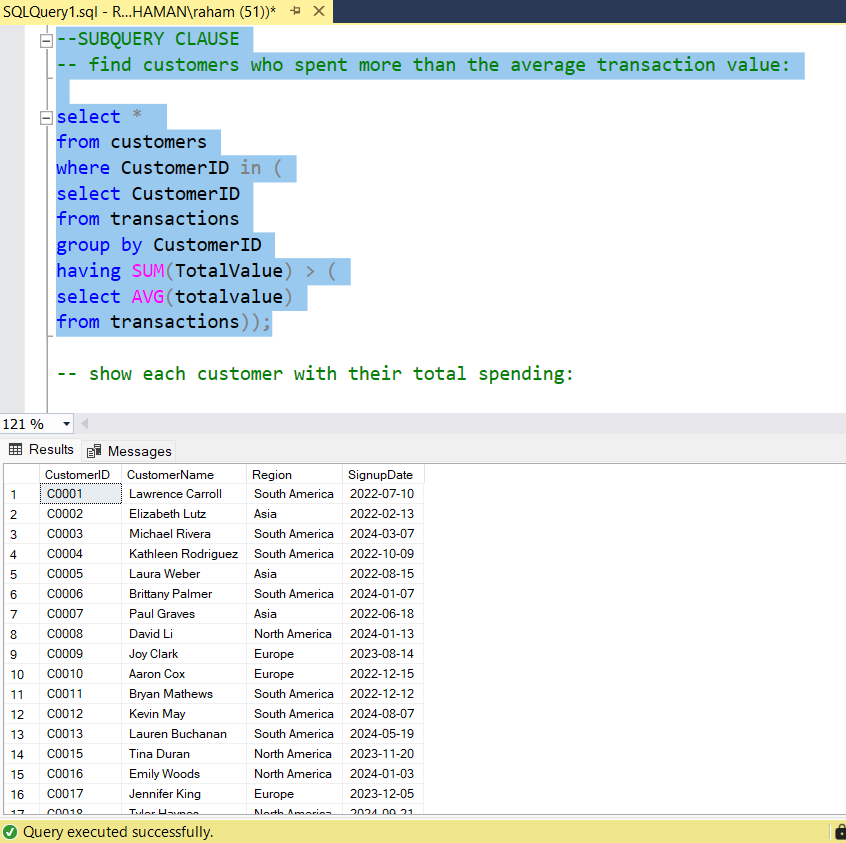 SQLQuery1.sql - R...HAMAN\raham (51))*
--SUBQUERY CLAUSE
-- find customers who spent more than the average transaction value:
select *
from customers
where CustomerID in (
select CustomerID
from transactions
group by CustomerID
having SUM(TotalValue) > (
select AVG(totalvalue)
from transactions));
-- show each customer with their total spending:
121 %
Results Messages
CustomerID CustomerName Region SignupDate
1 C0001 Lawrence Carroll South America 2022-07-10
2 C0002 Elizabeth Lutz Asia 2022-02-13
3 C0003 Michael Rivera South America 2024-03-07
4 C0004 Kathleen Rodriguez South America 2022-10-09
5 C0005 Laura Weber Asia 2022-08-15
6 C0006 Brittany Palmer South America 2024-01-07
7 C0007 Paul Graves Asia 2022-06-18
8 C0008 David Li North America 2024-01-13
9 C0009 Joy Clark Europe 2023-08-14
10 C0010 Aaron Cox Europe 2022-12-15
11 C0011 Bryan Mathews South America 2022-12-12
12 C0012 Kevin May South America 2024-08-07
13 C0013 Lauren Buchanan South America 2024-05-19
14 C0015 Tina Duran North America 2023-11-20
15 C0016 Emily Woods North America 2024-01-03
16 C0017 Jennifer King Europe 2023-12-05
17 C0018 Tyler Haynes North America 2024-09-21
Query executed successfully.